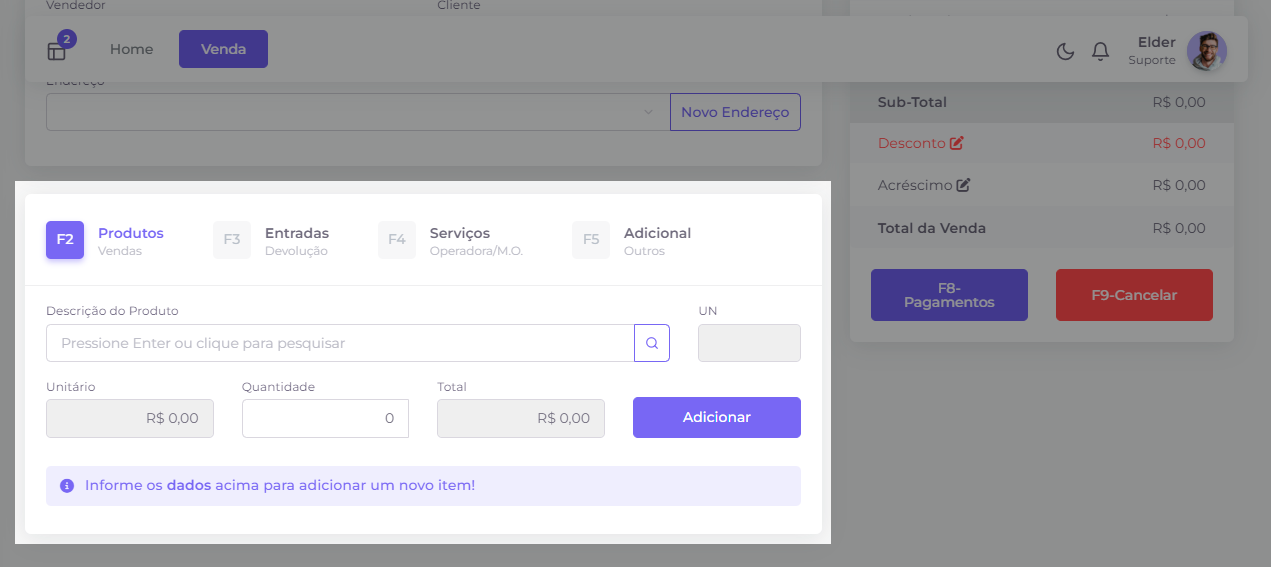 Vendedor
Cliente
2
Home
Venda
Elder
Suporte
Endereço
Novo Endereço
Sub-Total
R$ 0,00
Desconto
R$ 0,00
Acréscimo
R$ 0,00
Total da Venda
R$ 0,00
F8-
Pagamentos
F9-Cancelar
F2
Produtos
Vendas
F3
Entradas
Devolução
F4
Serviços
Operadora/M.O.
F5
Adicional
Outros
Descrição do Produto
UN
Pressione Enter ou clique para pesquisar
Unitário
Quantidade
Total
R$ 0,00
0
R$ 0,00
Adicionar
Informe os dados acima para adicionar um novo item!